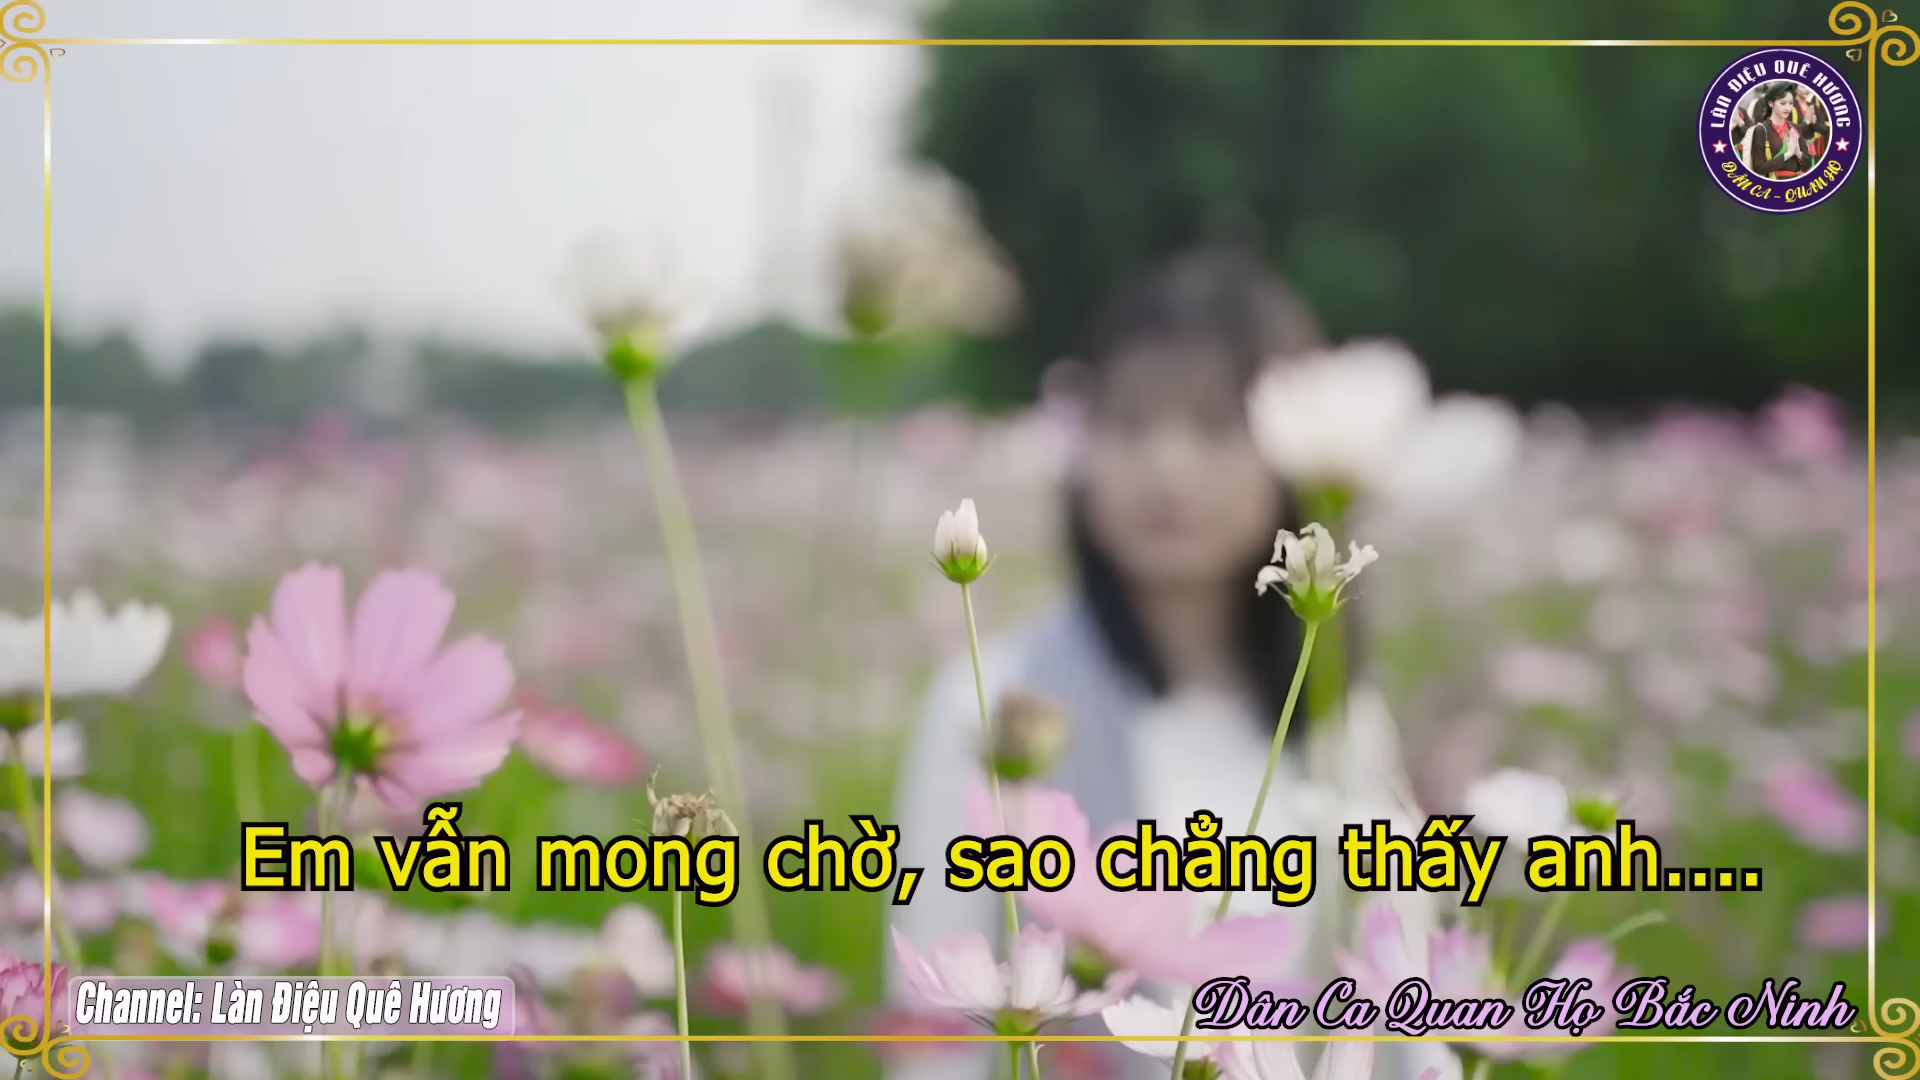 LÀN ĐIỆU QUÊ HƯƠNG
DÂN CA - QUAN HỌ
Em vẫn mong chờ, sao chẳng thấy anh....
Channel: Làn Điệu Quê Hương
Dân Ca Quan Họ Bắc Ninh